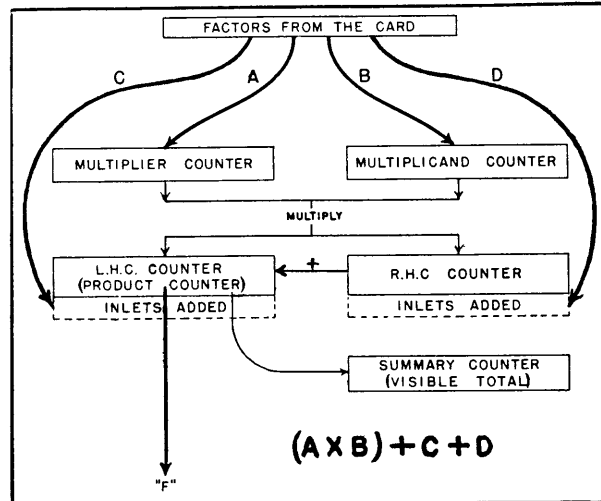 FACTORS FROM THE CARD
C
A
B
D
MULTIPLIER COUNTER
MULTIPLICAND COUNTER
MULTIPLY
L.H.C. COUNTER
(PRODUCT COUNTER)
+
R.H.C COUNTER
INLETS ADDED
INLETS ADDED
SUMMARY COUNTER
(VISIBLE TOTAL)
(A X B) + C + D
"F"